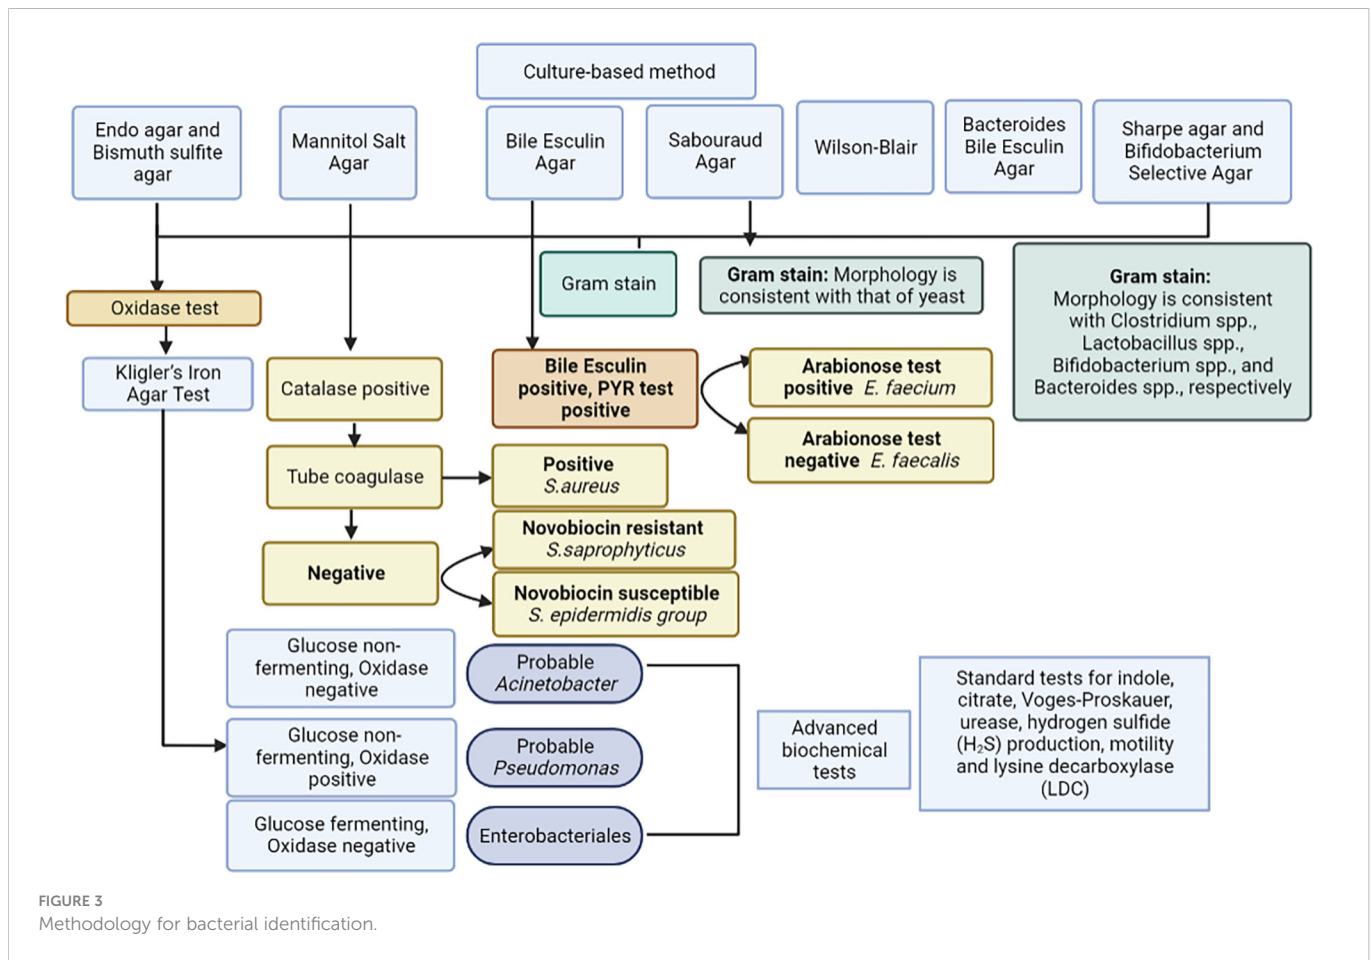 Culture-based method
Endo agar and
Bismuth sulfite
agar
Mannitol Salt
Agar
Bile Esculin
Agar
Sabouraud
Agar
Wilson-Blair
Bacteroides
Bile Esculin
Agar
Sharpe agar and
Bifidobacterium
Selective Agar
Gram stain
Gram stain: Morphology is
consistent with that of yeast
Gram stain:
Morphology is consistent
with Clostridium spp.,
Lactobacillus spp.,
Bifidobacterium spp., and
Bacteroides spp., respectively
Oxidase test
Kligler's Iron
Agar Test
Catalase positive
Bile Esculin
positive, PYR test
positive
Arabionose test
positive E. faecium
Arabionose test
negative E. faecalis
Tube coagulase
Positive
S.aureus
Negative
Novobiocin resistant
S.saprophyticus
Novobiocin susceptible
S. epidermidis group
Glucose non-
fermenting, Oxidase
negative
Probable
Acinetobacter
Glucose non-
fermenting, Oxidase
positive
Probable
Pseudomonas
Glucose fermenting,
Oxidase negative
Enterobacteriales
Advanced
biochemical
tests
Standard tests for indole,
citrate, Voges-Proskauer,
urease, hydrogen sulfide
(H₂S) production, motility
and lysine decarboxylase
(LDC)
FIGURE 3
Methodology for bacterial identification.